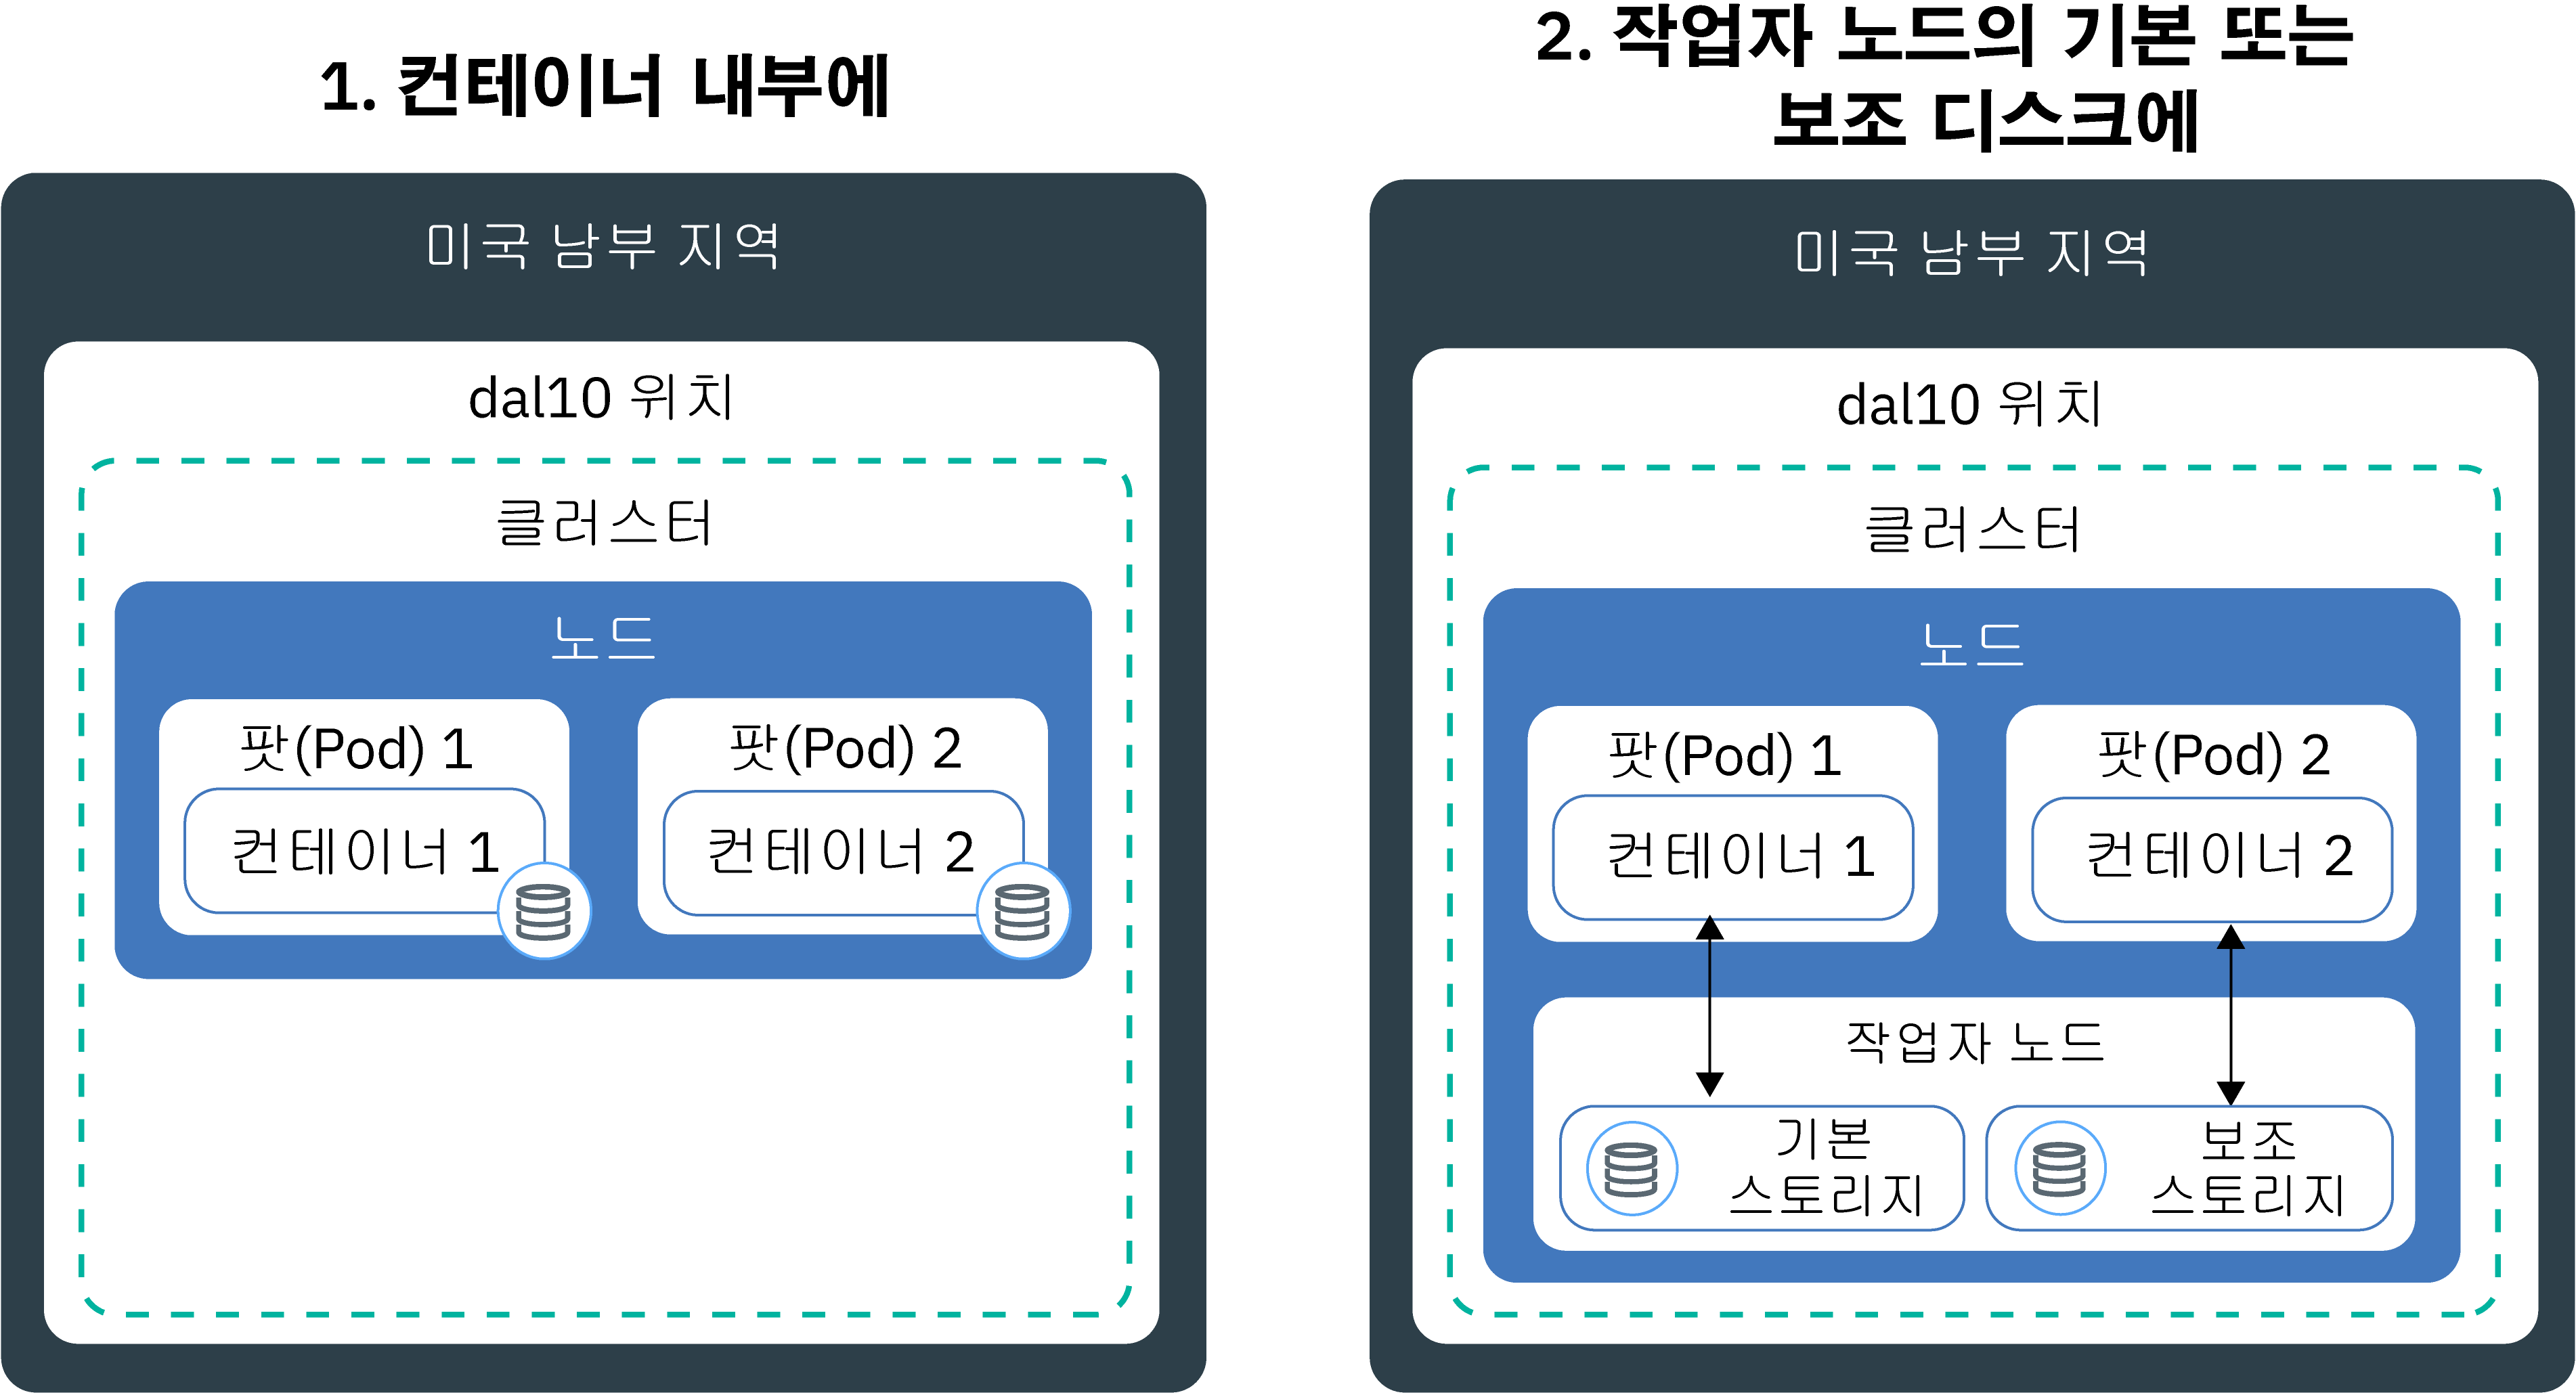 1. 컨테이너 내부에
미국 남부 지역
dal10 위치
클러스터
노드
팟(Pod) 1
팟(Pod) 2
컨테이너 1
컨테이너 2
2. 작업자 노드의 기본 또는
보조 디스크에
미국 남부 지역
dal10 위치
클러스터
노드
팟(Pod) 1
팟(Pod) 2
컨테이너 1
컨테이너 2
작업자 노드
기본
스토리지
보조
스토리지